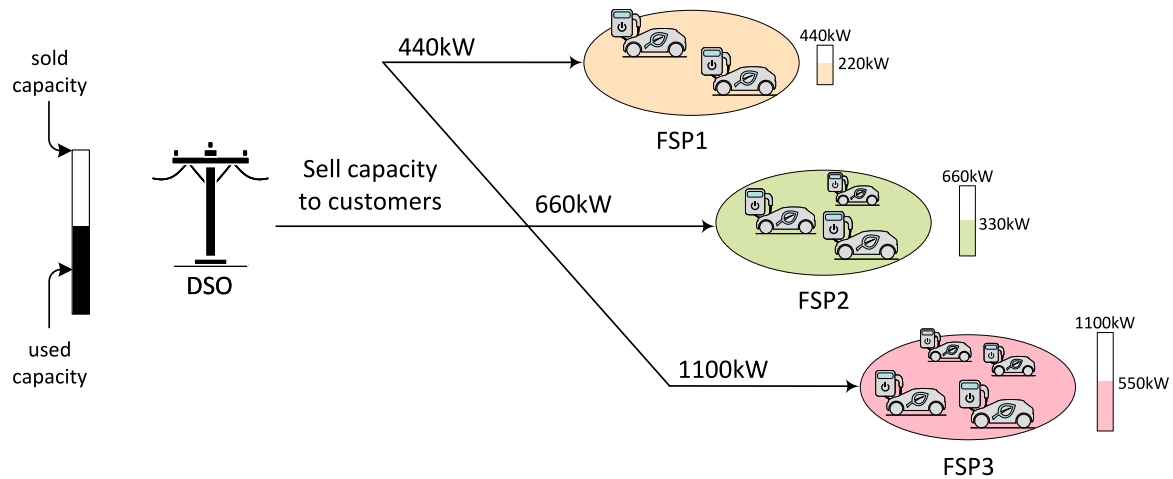 sold
capacity
used
capacity
DSO
Sell capacity
to customers
440kW
660kW
1100kW
FSP1
440kW
220kW
FSP2
660kW
330kW
FSP3
1100kW
550kW